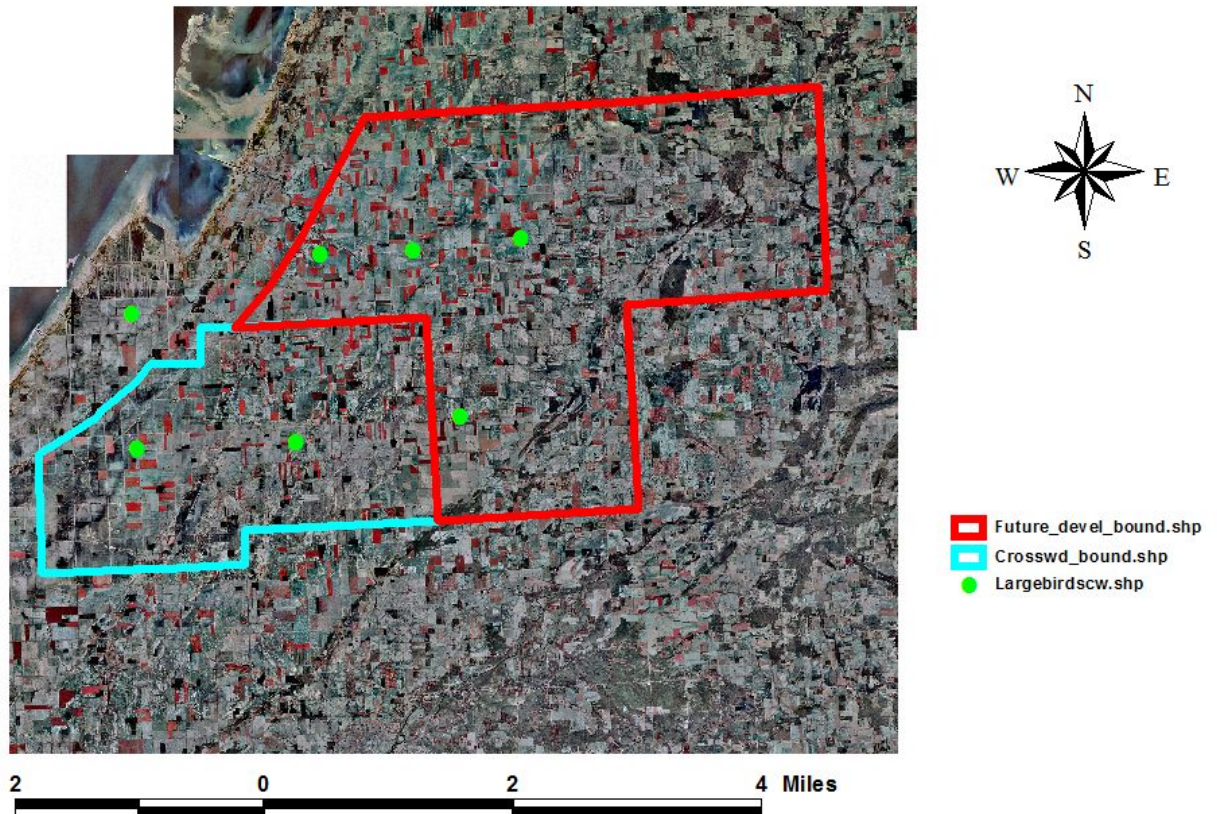 N
W E
S
Future_devel_bound.shp
Crosswd_bound.shp
Largebirdscw.shp
2 0 2 4 Miles